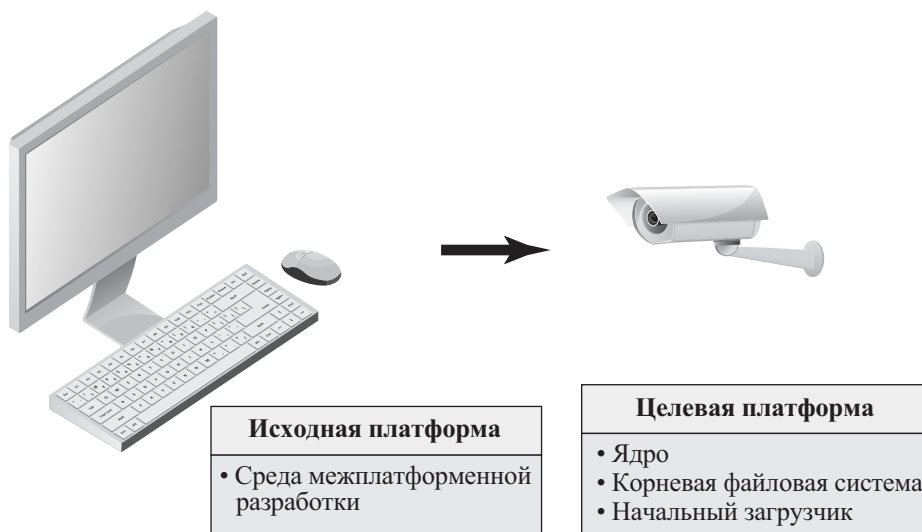 Исходная платформа
• Среда межплатформенной
разработки
Целевая платформа
• Ядро
• Корневая файловая система
• Начальный загрузчик